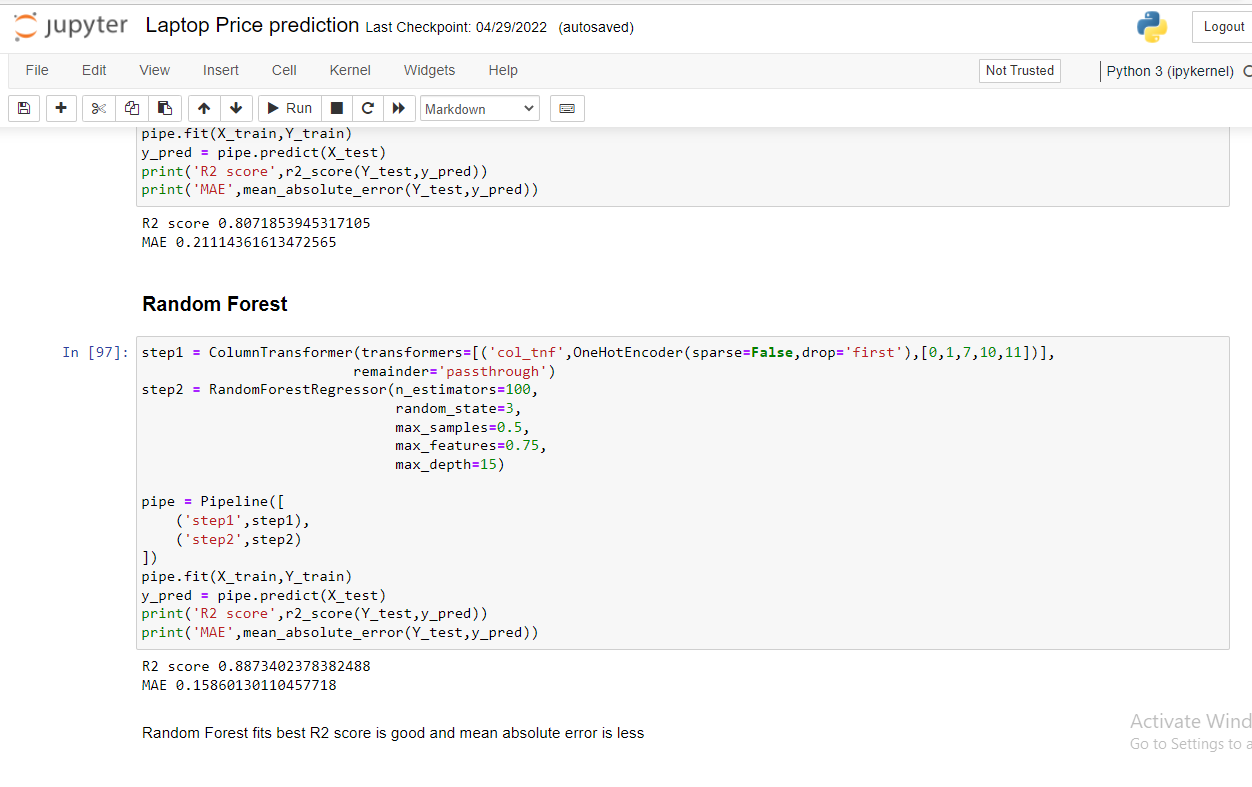 jupyter Laptop Price prediction Last Checkpoint: 04/29/2022 (autosaved) Logout
File Edit View Insert Cell Kernel Widgets Help Not Trusted Python 3 (ipykernel)
Run Markdown
pipe.fit(X_train,Y_train)
y_pred = pipe.predict(X_test)
print('R2 score',r2_score(Y_test,y_pred))
print('MAE',mean_absolute_error(Y_test,y_pred))
R2 score 0.8071853945317105
MAE 0.21114361613472565
Random Forest
In [97]: step1 = ColumnTransformer(transformers=[('col_tnf',OneHotEncoder(sparse=False,drop='first'),[0,1,7,10,11])],
remainder='passthrough')
step2 = RandomForestRegressor(n_estimators=100,
random_state=3,
max_samples=0.5,
max_features=0.75,
max_depth=15)
pipe = Pipeline([
('step1',step1),
('step2',step2)
])
pipe.fit(X_train,Y_train)
y_pred = pipe.predict(X_test)
print('R2 score',r2_score(Y_test,y_pred))
print('MAE',mean_absolute_error(Y_test,y_pred))
R2 score 0.8873402378382488
MAE 0.15860130110457718
Random Forest fits best R2 score is good and mean absolute error is less
Activate Wind
Go to Settings to a